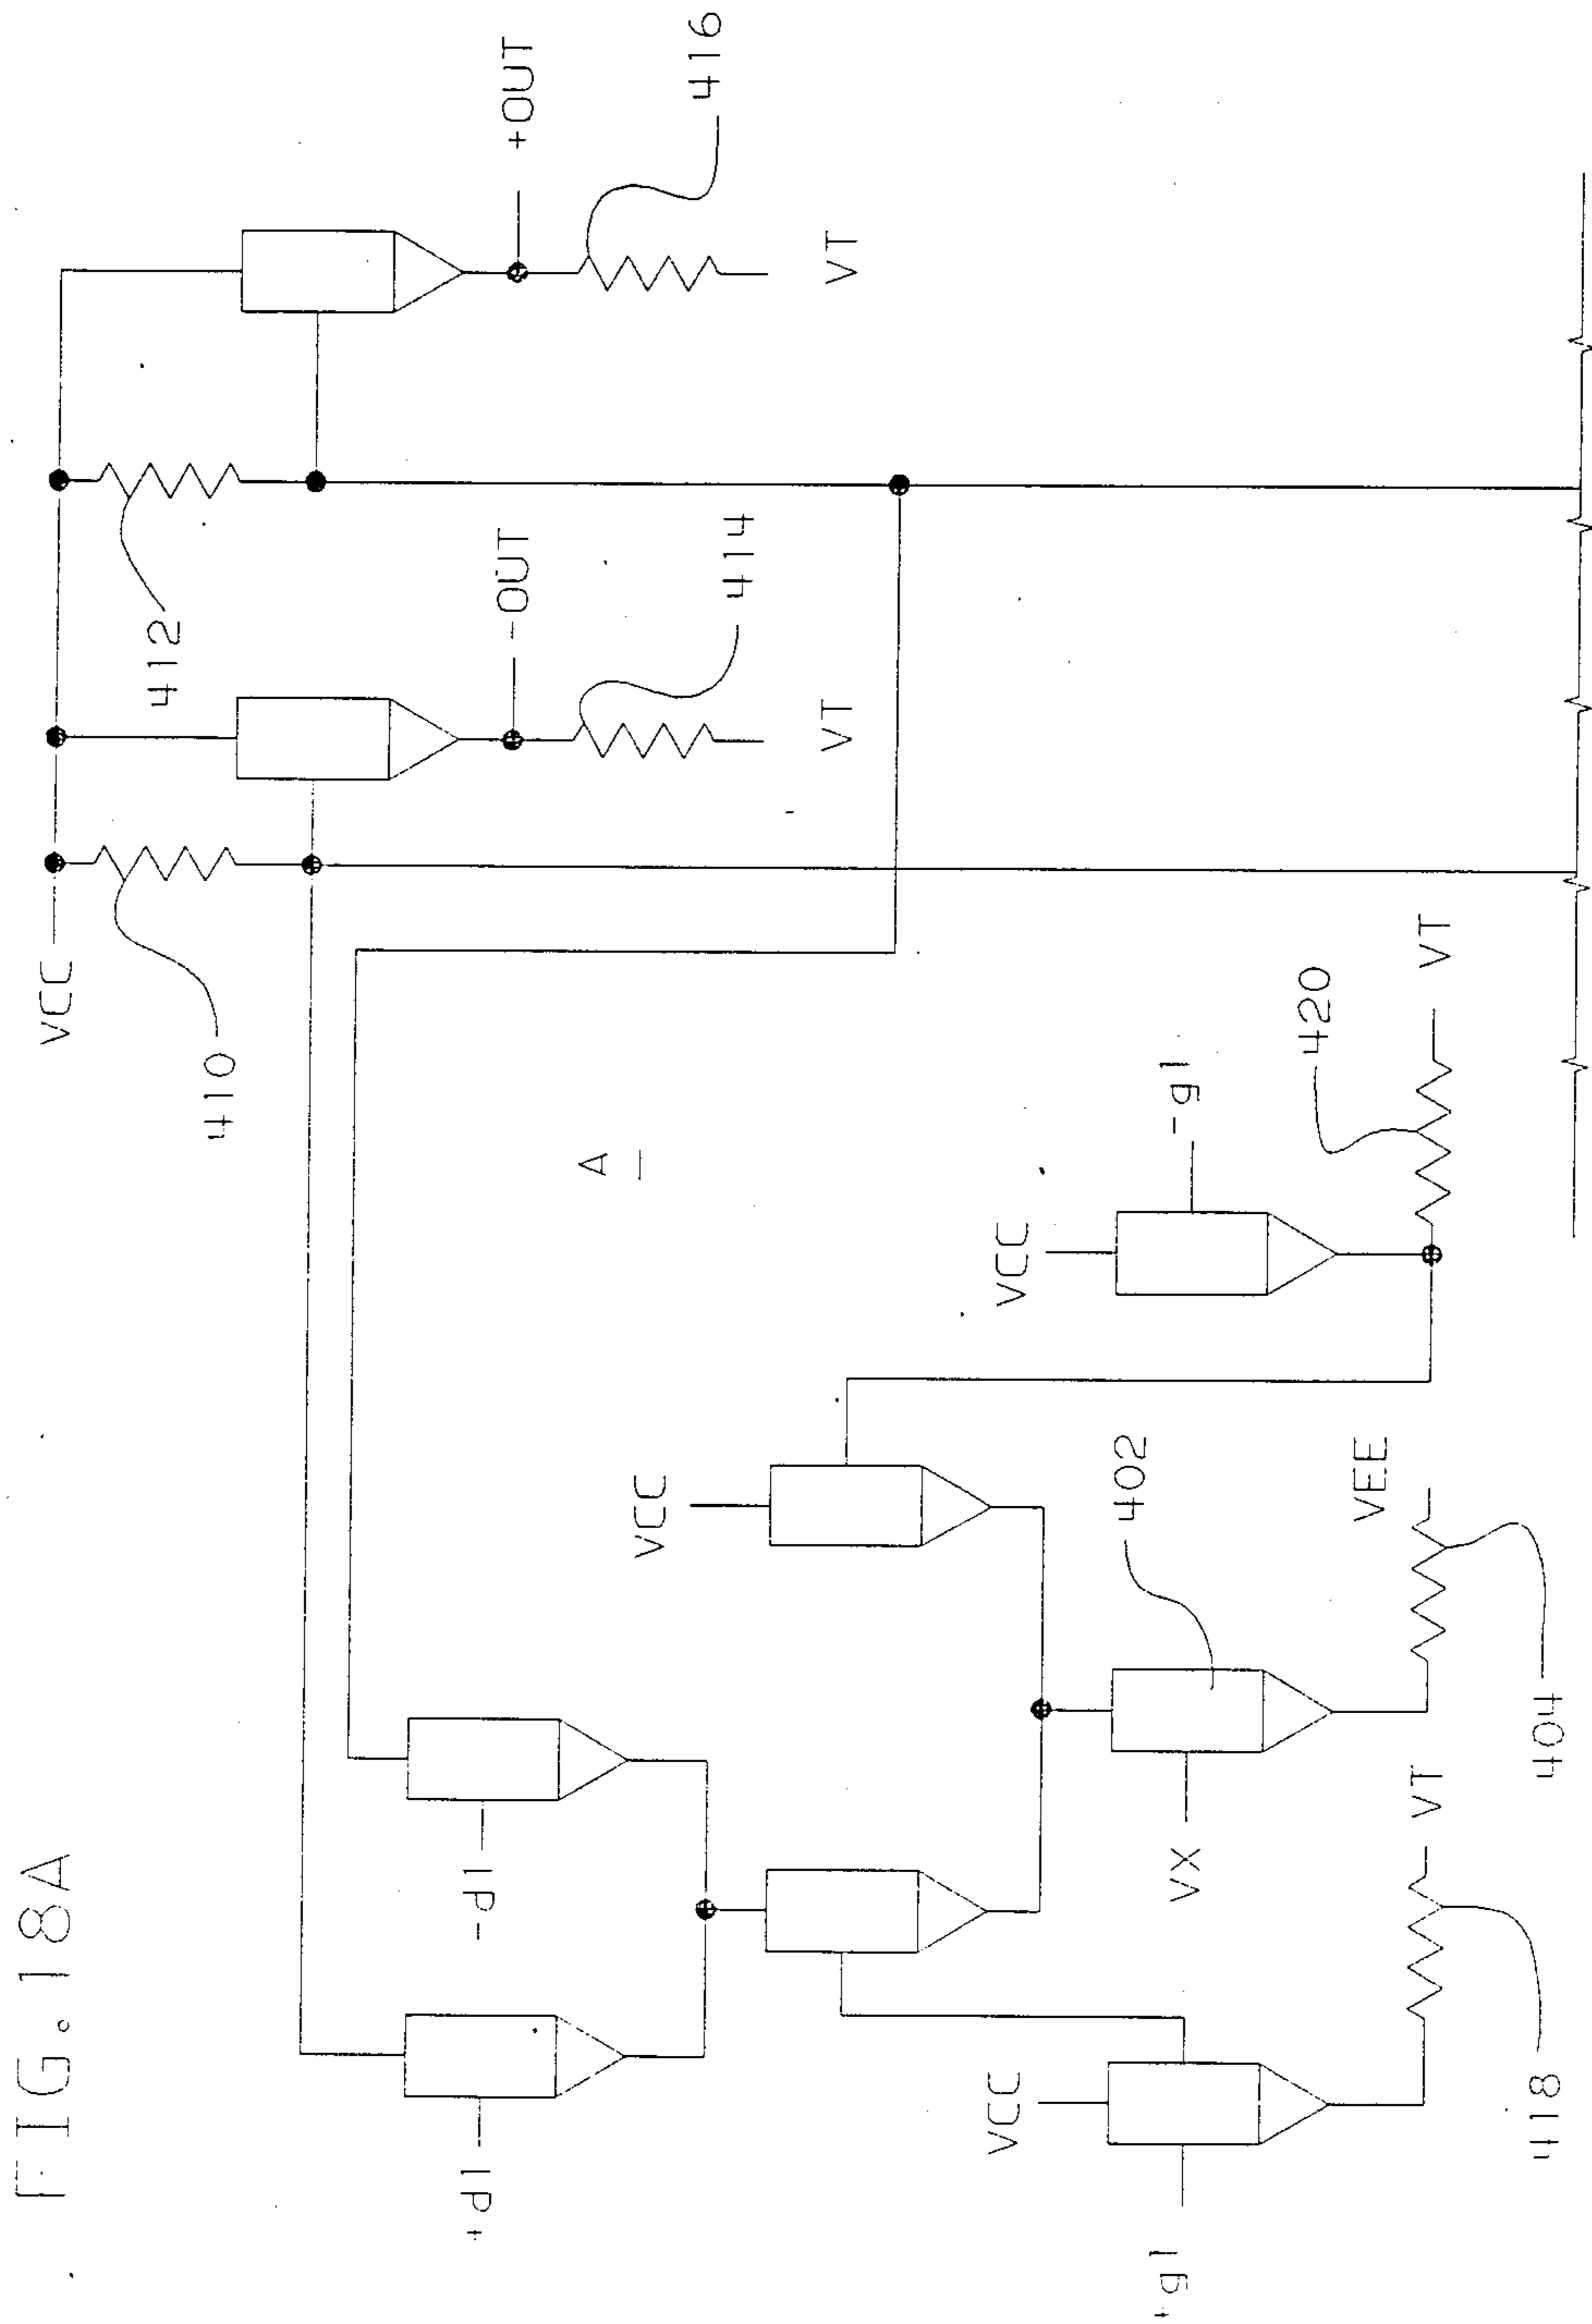 FIG. 18A
VCC
410
412
-OUT
+OUT
414
416
VT
VT
A
+d1
-d1
VCC
VCC
-g1
420
VT
402
VX
VEE
404
VCC
+g1
VT
418